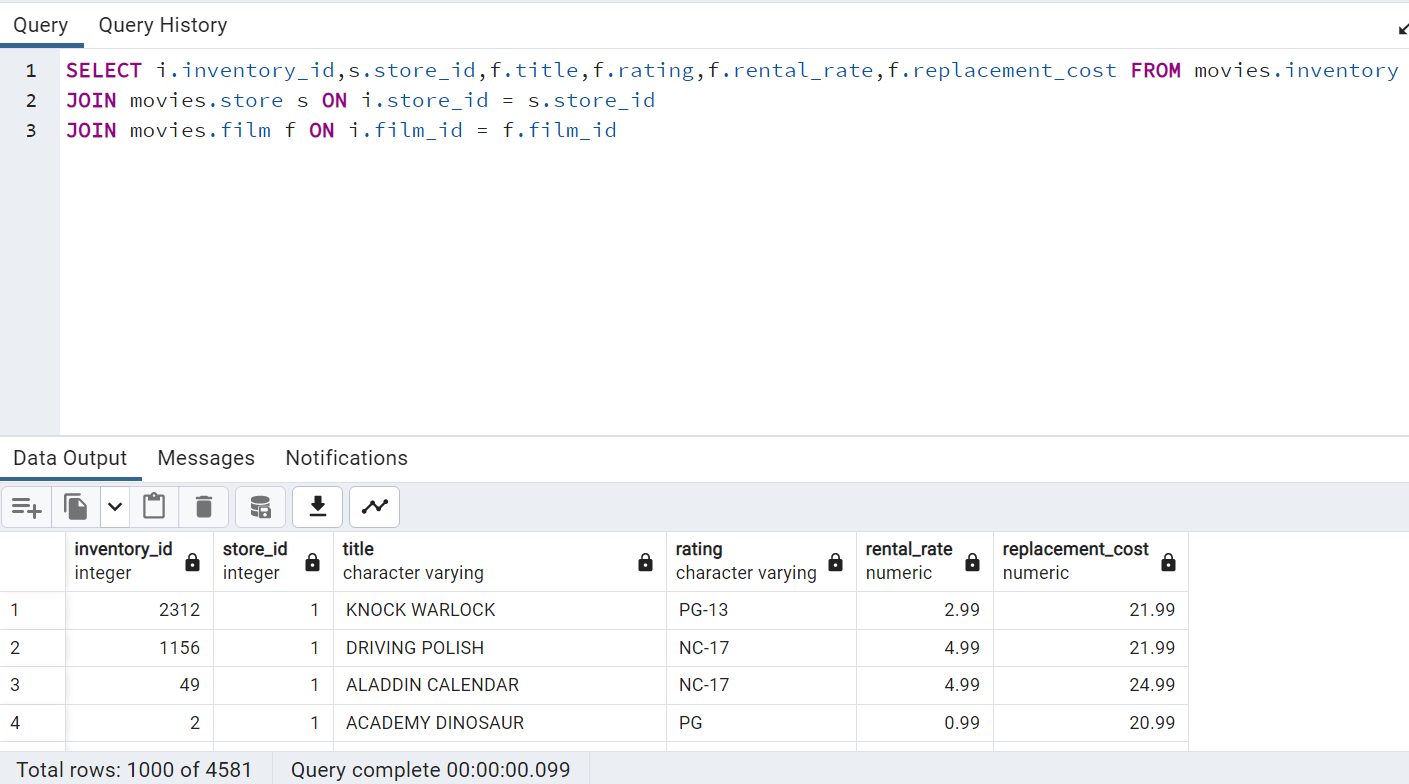 Query Query History
1 SELECT i.inventory_id,s.store_id,f.title,f.rating,f.rental_rate,f.replacement_cost FROM movies.inventory
2 JOIN movies.store s ON i.store_id = s.store_id
3 JOIN movies.film f ON i.film_id = f.film_id
Data Output Messages Notifications
inventory_id store_id title rating rental_rate replacement_cost
integer integer character varying character varying numeric numeric
1 2312 1 KNOCK WARLOCK PG-13 2.99 21.99
2 1156 1 DRIVING POLISH NC-17 4.99 21.99
3 49 1 ALADDIN CALENDAR NC-17 4.99 24.99
4 2 1 ACADEMY DINOSAUR PG 0.99 20.99
Total rows: 1000 of 4581 Query complete 00:00:00.099